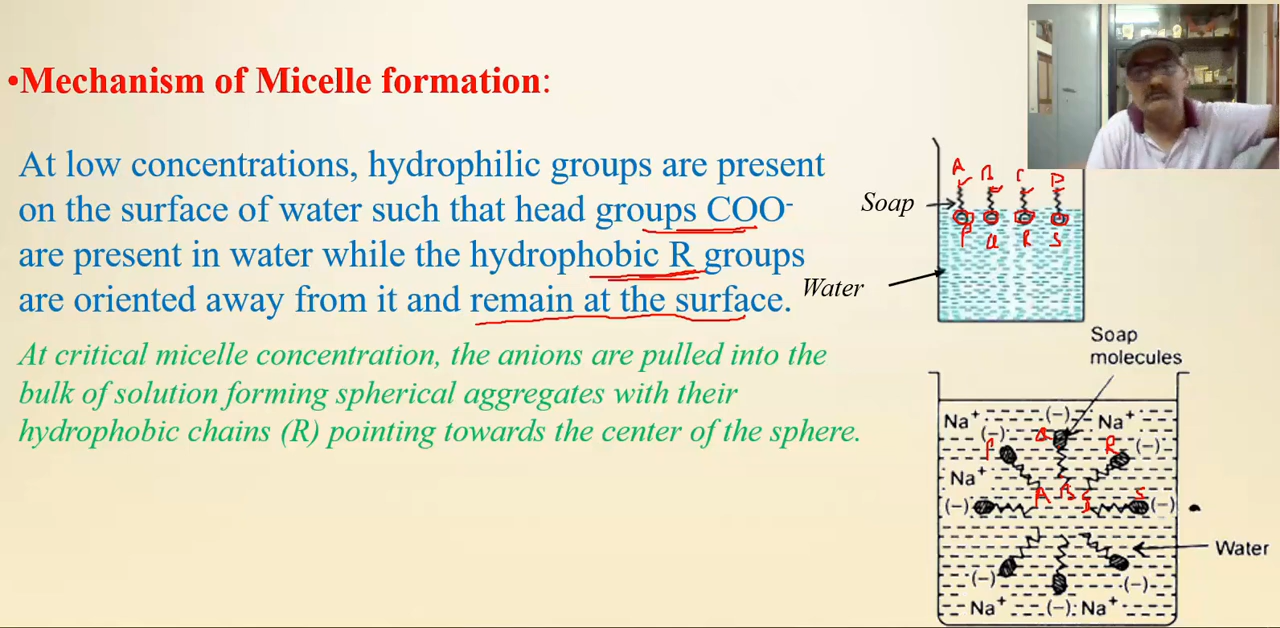 •Mechanism of Micelle formation:
At low concentrations, hydrophilic groups are present
on the surface of water such that head groups COO-
are present in water while the hydrophobic R groups
are oriented away from it and remain at the surface.
At critical micelle concentration, the anions are pulled into the
bulk of solution forming spherical aggregates with their
hydrophobic chains (R) pointing towards the center of the sphere.
A B C D
Soap
P Q R S
Water
Soap
molecules
Na+ (-) Na+
(-) Q R (-)
P
Na+
A B C D S
(-) (-)
Water
(-) (-)
Na+ (-) Na+